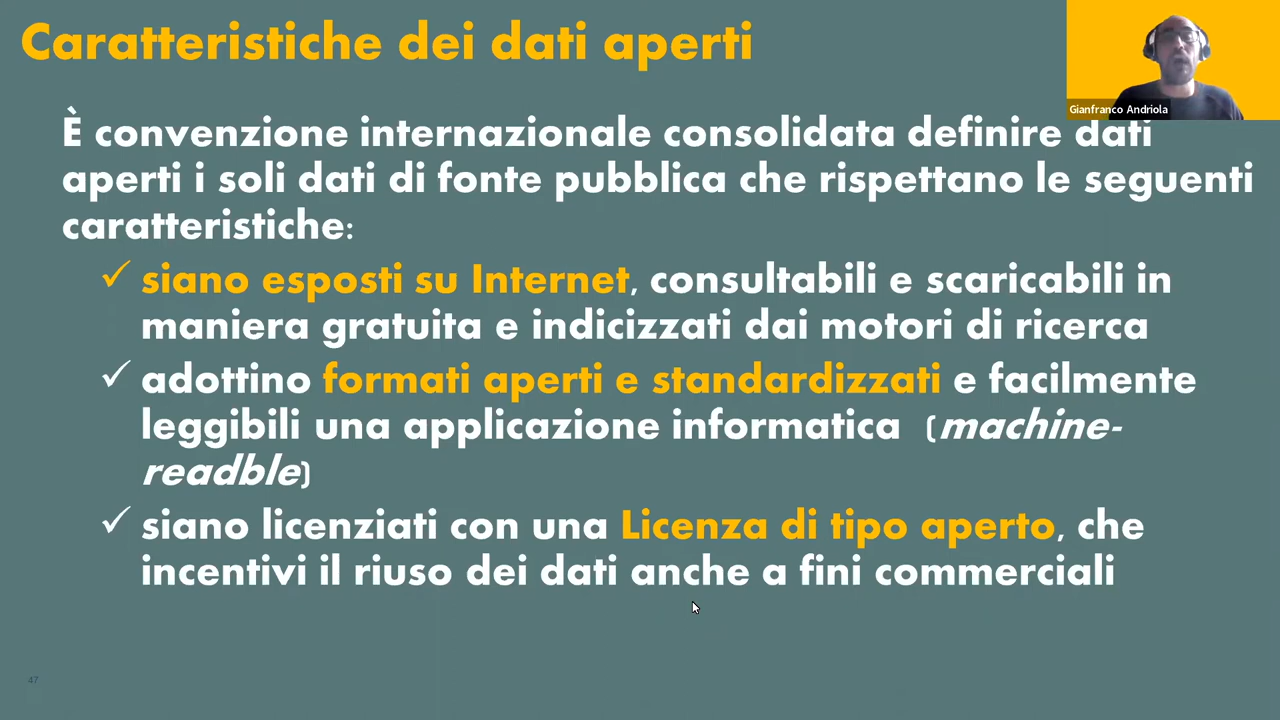 Caratteristiche dei dati aperti
Gianfranco Andriola
È convenzione internazionale consolidata definire dati
aperti i soli dati di fonte pubblica che rispettano le seguenti
caratteristiche:
✓ siano esposti su Internet, consultabili e scaricabili in
maniera gratuita e indicizzati dai motori di ricerca
✓ adottino formati aperti e standardizzati e facilmente
leggibili una applicazione informatica (machine-
readble)
✓ siano licenziati con una Licenza di tipo aperto, che
incentivi il riuso dei dati anche a fini commerciali
47